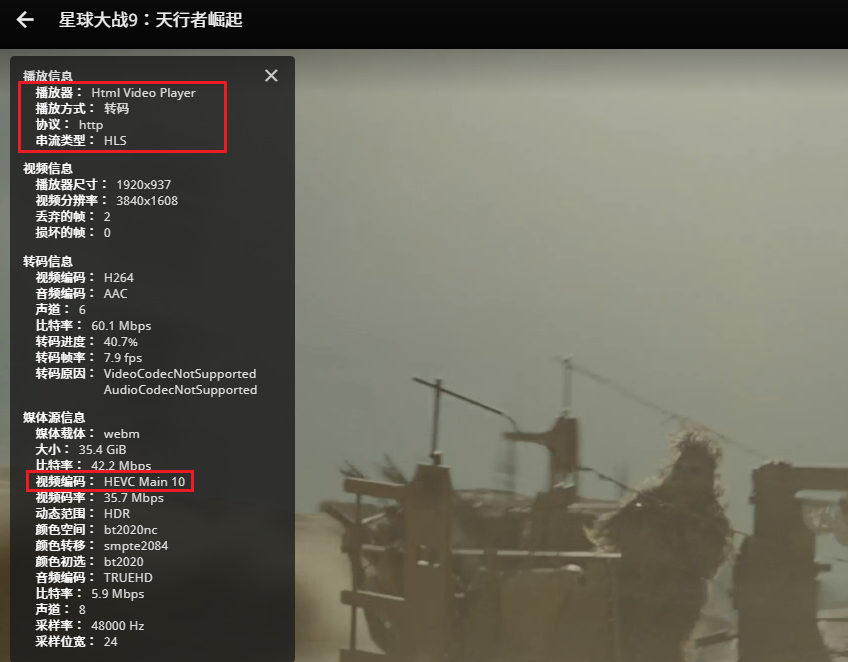 星球大战9：天行者崛起
播放信息
播放器： Html Video Player
播放方式： 转码
协议： http
串流类型： HLS
视频信息
播放器尺寸： 1920x937
视频分辨率： 3840x1608
丢弃的帧： 2
损坏的帧： 0
转码信息
视频编码： H264
音频编码： AAC
声道： 6
比特率： 60.1 Mbps
转码进度： 40.7%
转码帧率： 7.9 fps
转码原因： VideoCodecNotSupported
AudioCodecNotSupported
媒体源信息
媒体载体： webm
大小： 35.4 GiB
比特率： 42.2 Mbps
视频编码： HEVC Main 10
视频码率： 35.7 Mbps
动态范围： HDR
颜色空间： bt2020nc
颜色转移： smpte2084
颜色初选： bt2020
音频编码： TRUEHD
比特率： 5.9 Mbps
声道： 8
采样率： 48000 Hz
采样位宽： 24